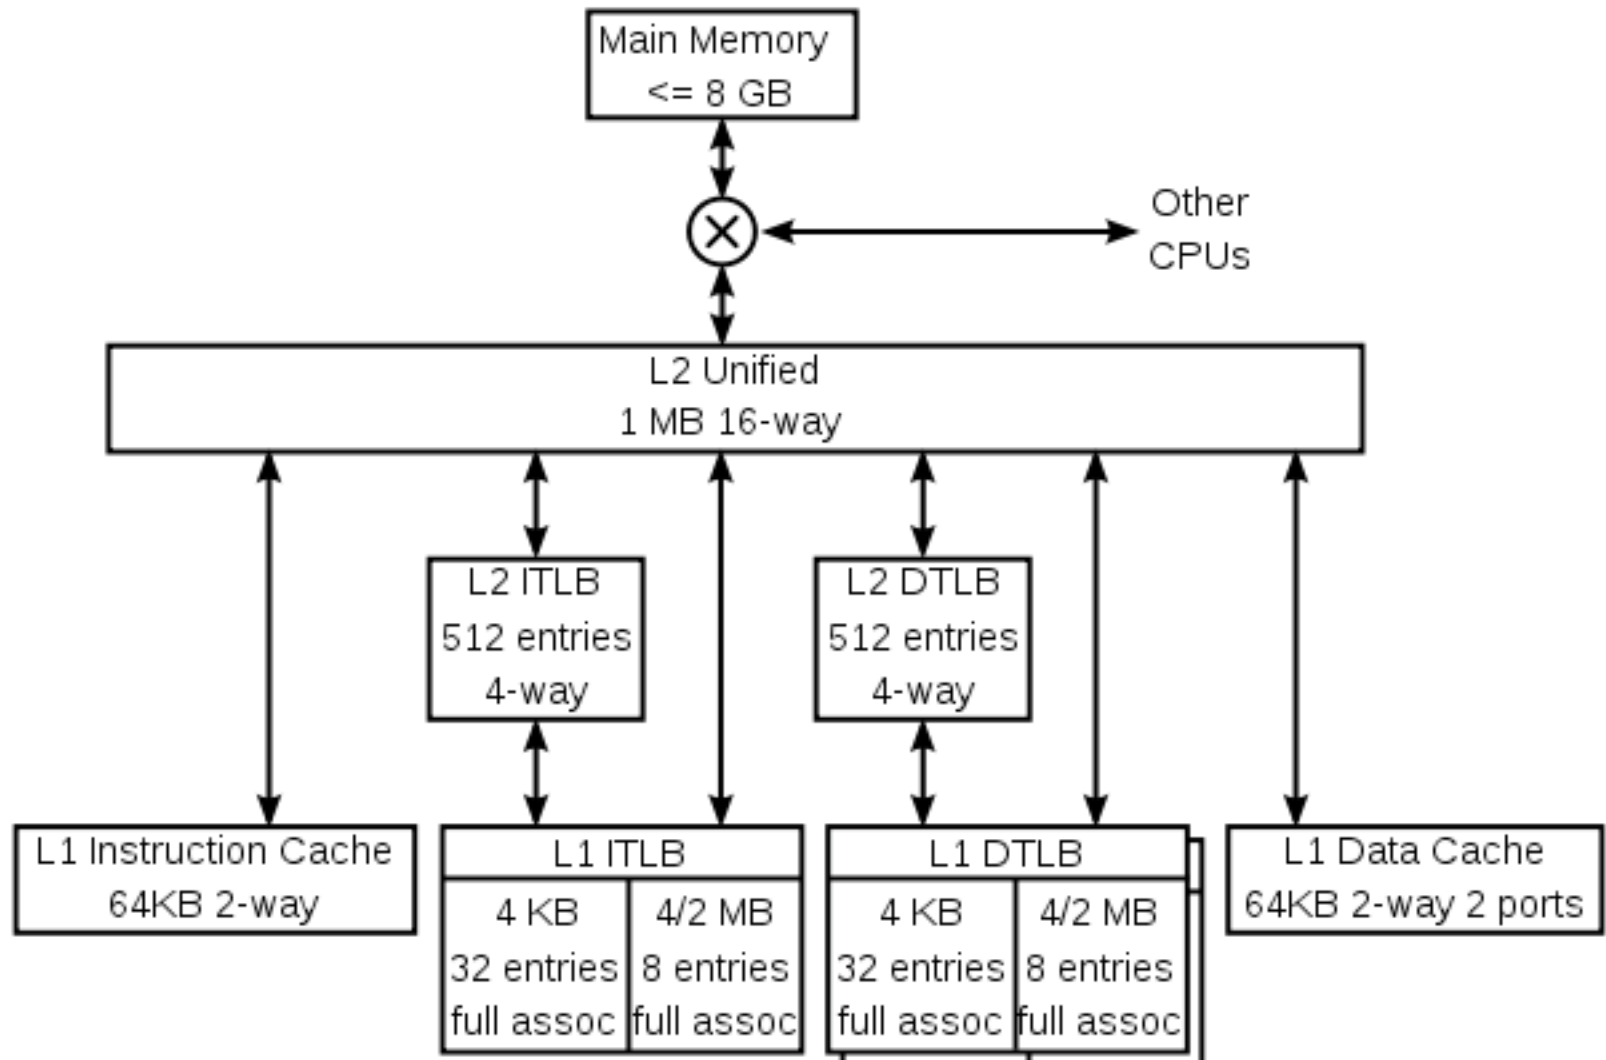 Main Memory
<= 8 GB
Other
CPUs
L2 Unified
1 MB 16-way
L2 ITLB
512 entries
4-way
L2 DTLB
512 entries
4-way
L1 Instruction Cache
64KB 2-way
L1 ITLB
4 KB
32 entries
full assoc
4/2 MB
8 entries
full assoc
L1 DTLB
4 KB
32 entries
full assoc
4/2 MB
8 entries
full assoc
L1 Data Cache
64KB 2-way 2 ports